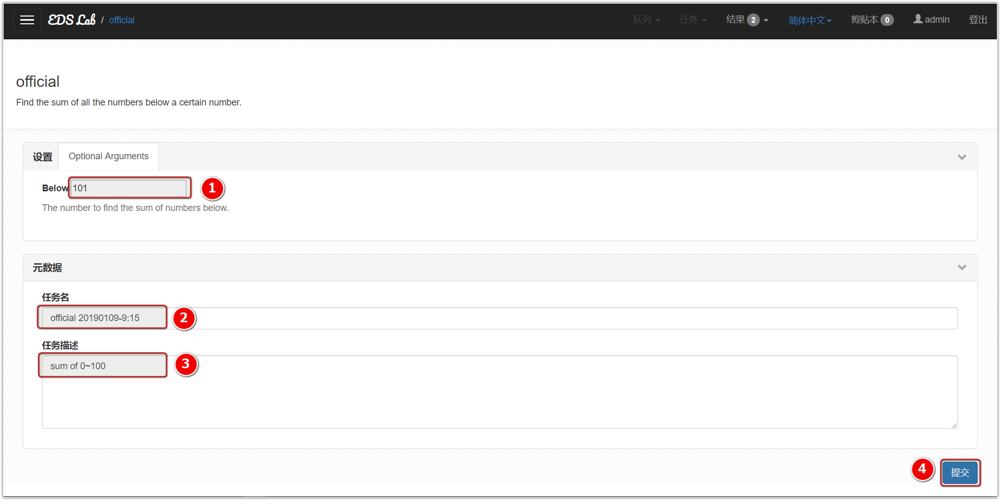 EDS Lab / official 队列 任务 结果 2 简体中文 剪贴本 0 admin 登出
official
Find the sum of all the numbers below a certain number.
设置 Optional Arguments
Below 101 1
The number to find the sum of numbers below.
元数据
任务名
official 20190109-9:15 2
任务描述
sum of 0~100 3
4 提交